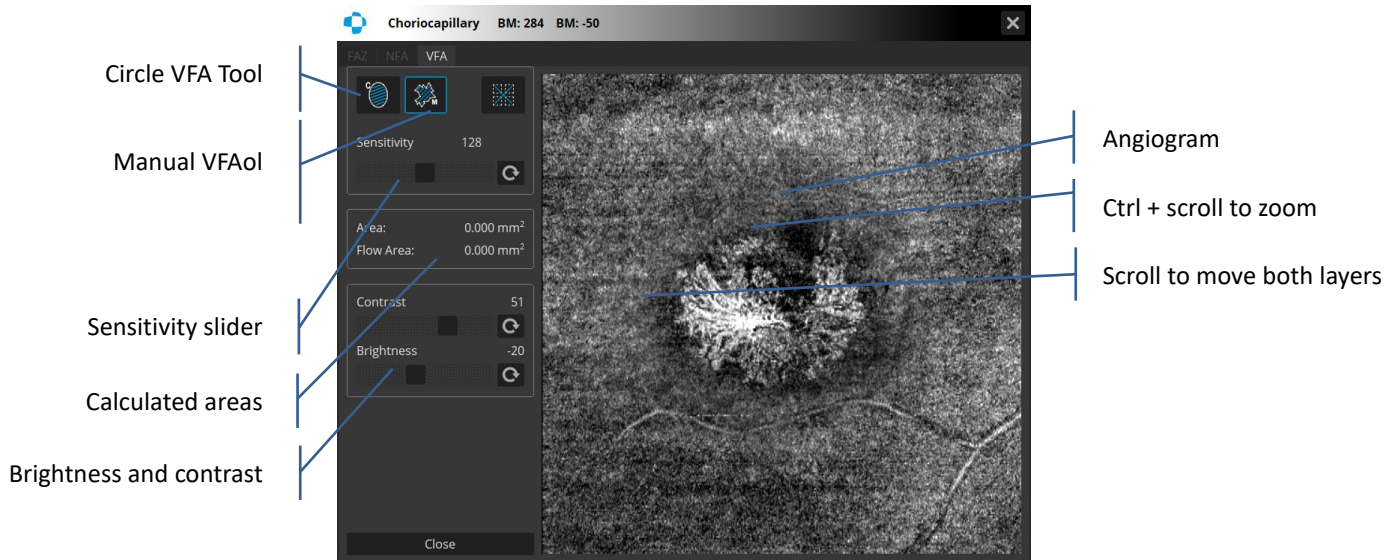 Choriocapillary BM: 284 BM: -50
FAZ NFA VFA
Circle VFA Tool
C
M
Manual VFAol
Sensitivity 128
Angiogram
Ctrl + scroll to zoom
Scroll to move both layers
Area: 0.000 mm²
Flow Area: 0.000 mm²
Sensitivity slider
Contrast 51
Brightness -20
Calculated areas
Brightness and contrast
Close